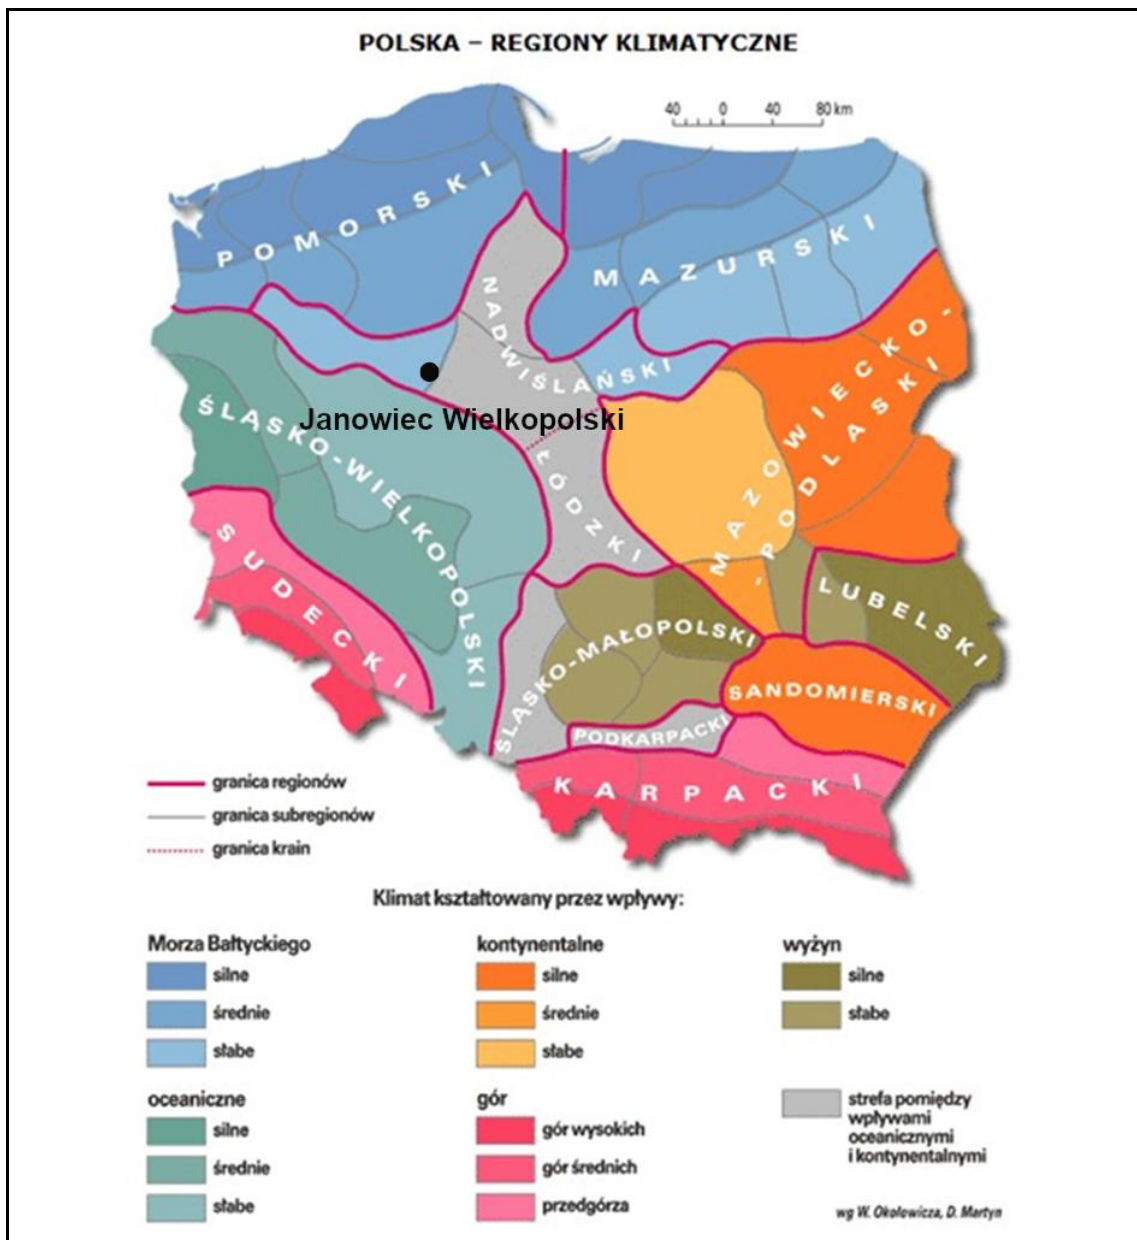 POLSKA – REGIONY KLIMATYCZNE
40 0 40 80 km
POMORSKI
MAZURSKI
NADWIŚLAŃSKI
MAZOWIECKO-
-PODLASKI
Janowiec Wielkopolski
ŚLĄSKO-WIELKOPOLSKI
ŁÓDZKI
SUDECKI
LUBELSKI
ŚLĄSKO-MAŁOPOLSKI
SANDOMIERSKI
PODKARPACKI
KARPACKI
granica regionów
granica subregionów
granica krain
Klimat kształtowany przez wpływy:
Morza Bałtyckiego
silne
średnie
słabe
kontynentalne
silne
średnie
słabe
wyżyn
silne
słabe
oceaniczne
silne
średnie
słabe
gór
gór wysokich
gór średnich
przedgórza
strefa pomiędzy
wpływami
oceanicznymi
i kontynentalnymi
wg W. Okołowicza, D. Martyn